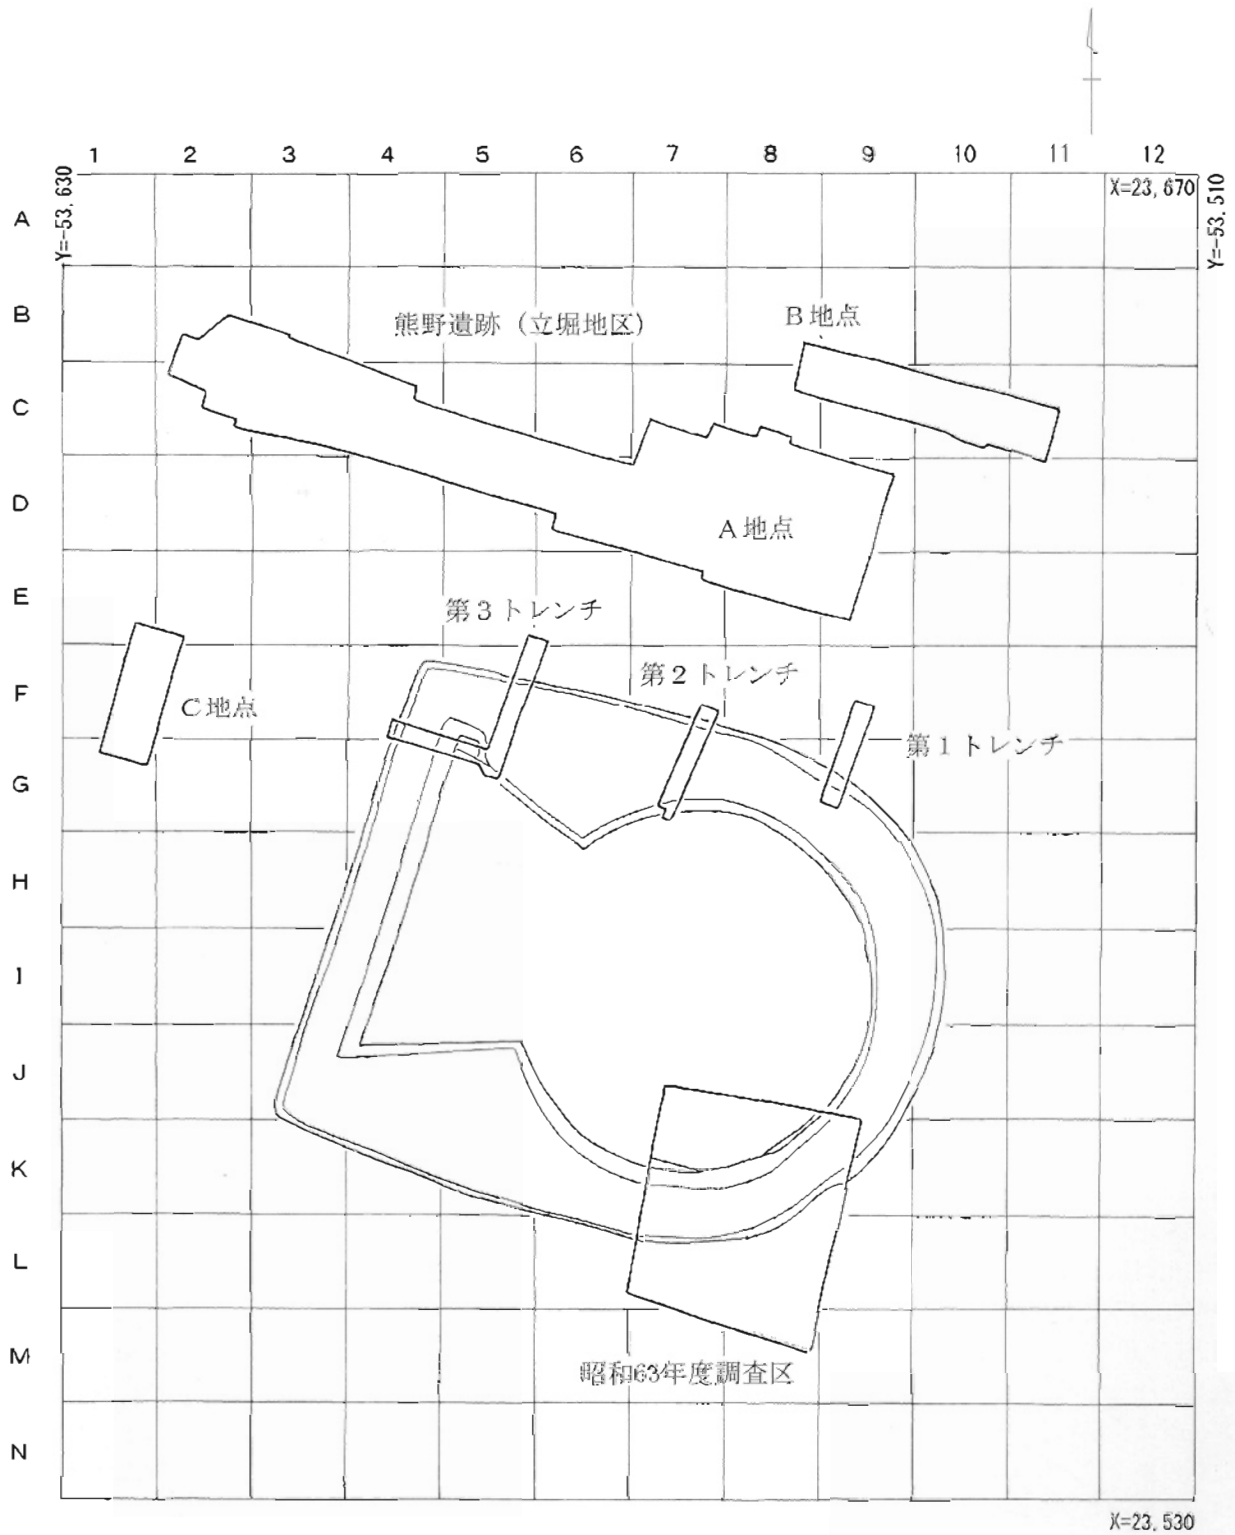 1 2 3 4 5 6 7 8 9 10 11 12
Y=-53,630
X=23,670
Y=-53,510
A
B
熊野遺跡（立堀地区）
B地点
C
D
A地点
E
第3トレンチ
F
第2トレンチ
C地点
第1トレンチ
G
H
I
J
K
L
M
昭和63年度調査区
N
X=23,530